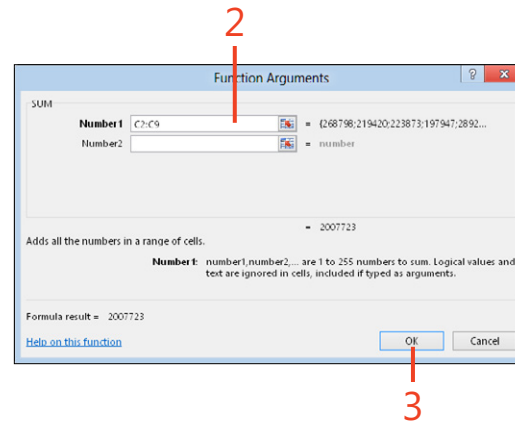 2
Function Arguments
SUM
Number1 C2:C9 = {268798;219420;223873;197947;2892...
Number2 = number
= 2007723
Adds all the numbers in a range of cells.
Number1: number1,number2,... are 1 to 255 numbers to sum. Logical values and
text are ignored in cells, included if typed as arguments.
Formula result = 2007723
Help on this function OK Cancel
3